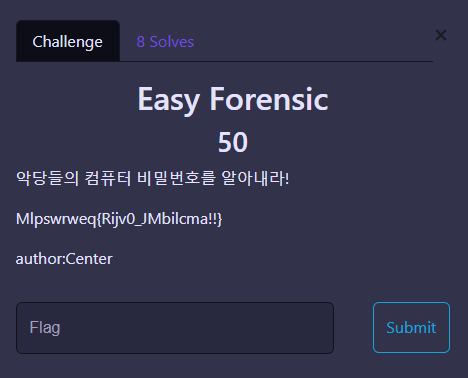 Challenge
8 Solves
×
Easy Forensic
50
악당들의 컴퓨터 비밀번호를 알아내라!
Mlpswrweq{Rijv0_JMbilcma!!}
author:Center
Flag
Submit